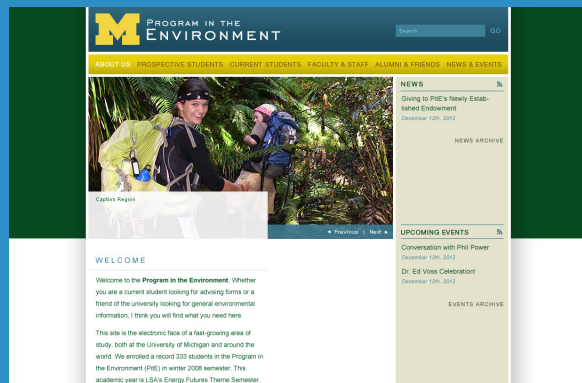 M
PROGRAM IN THE
ENVIRONMENT
Search
GO
ABOUT US PROSPECTIVE STUDENTS CURRENT STUDENTS FACULTY & STAFF ALUMNI & FRIENDS NEWS & EVENTS
NEWS
Giving to PitE's Newly Estab-
lished Endowment
December 12th, 2012
NEWS ARCHIVE
Caption Region
Previous | Next
UPCOMING EVENTS
Conversation with Phil Power
December 12th, 2012
Dr. Ed Voss Celebration!
December 12th, 2012
EVENTS ARCHIVE
WELCOME
Welcome to the Program in the Environment. Whether
you are a current student looking for advising forms or a
friend of the university looking for general environmental
information, I think you will find what you need here.
This site is the electronic face of a fast-growing area of
study, both at the University of Michigan and around the
world. We enrolled a record 333 students in the Program in
the Environment (PitE) in winter 2008 semester. This
academic year is LSA's Energy Futures Theme Semester.